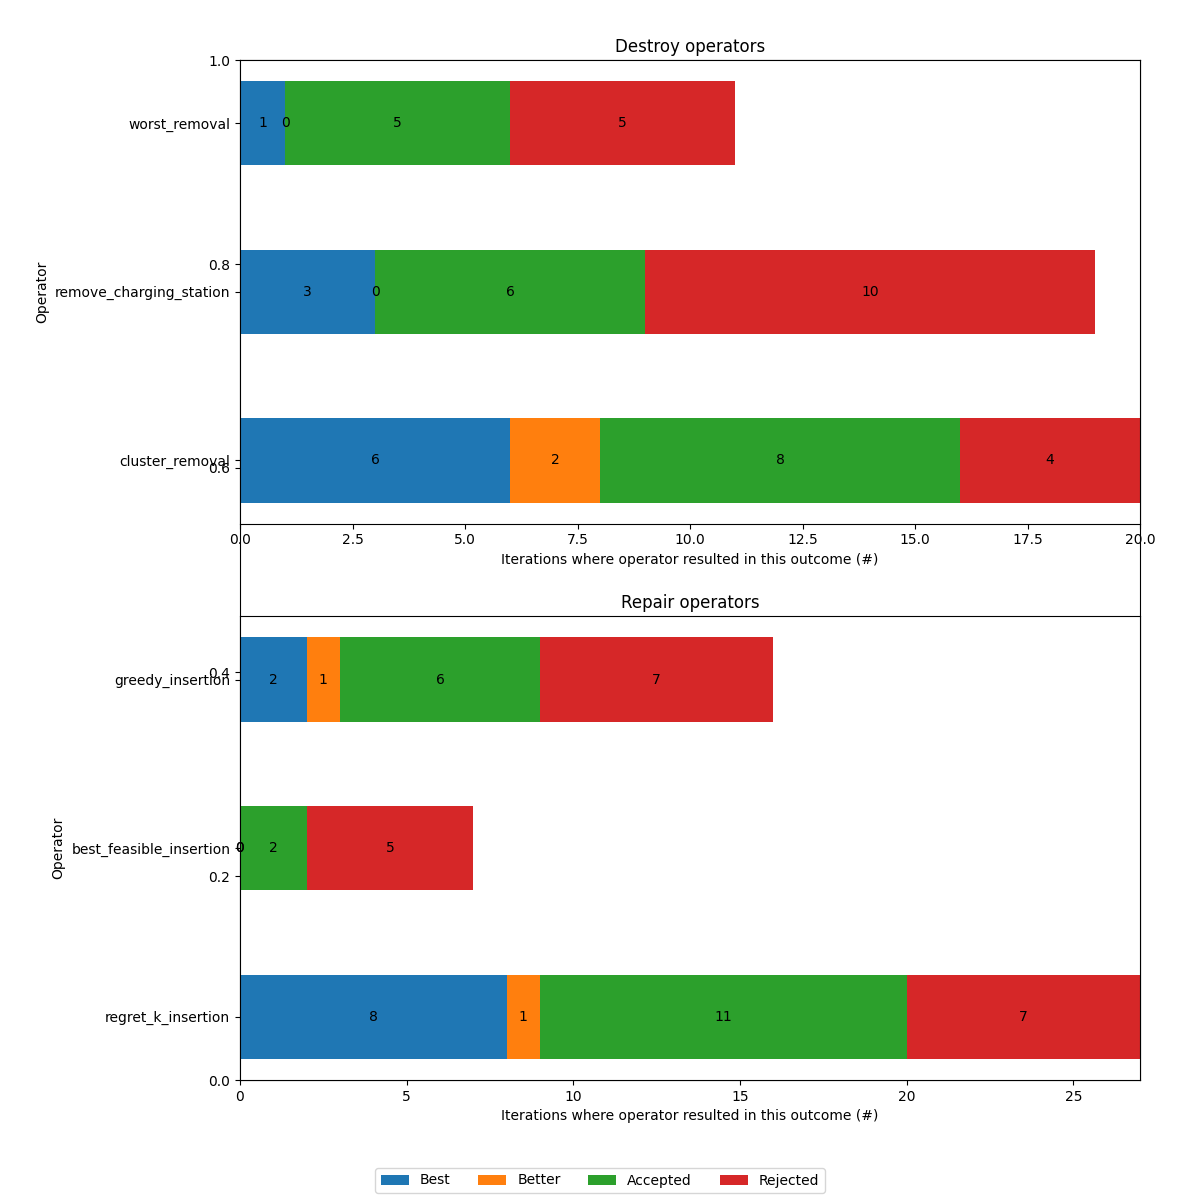 Destroy operators
1.0
worst_removal 1 0 5 5
0.8
remove_charging_station 3 0 6 10
cluster_removal 6 2 8 4
0.6
0.0 2.5 5.0 7.5 10.0 12.5 15.0 17.5 20.0
Iterations where operator resulted in this outcome (#)
Operator
Repair operators
0.4
greedy_insertion 2 1 6 7
best_feasible_insertion 0 0 2 5
0.2
regret_k_insertion 8 1 11 7
0.0
0 5 10 15 20 25
Iterations where operator resulted in this outcome (#)
Operator
Best Better Accepted Rejected